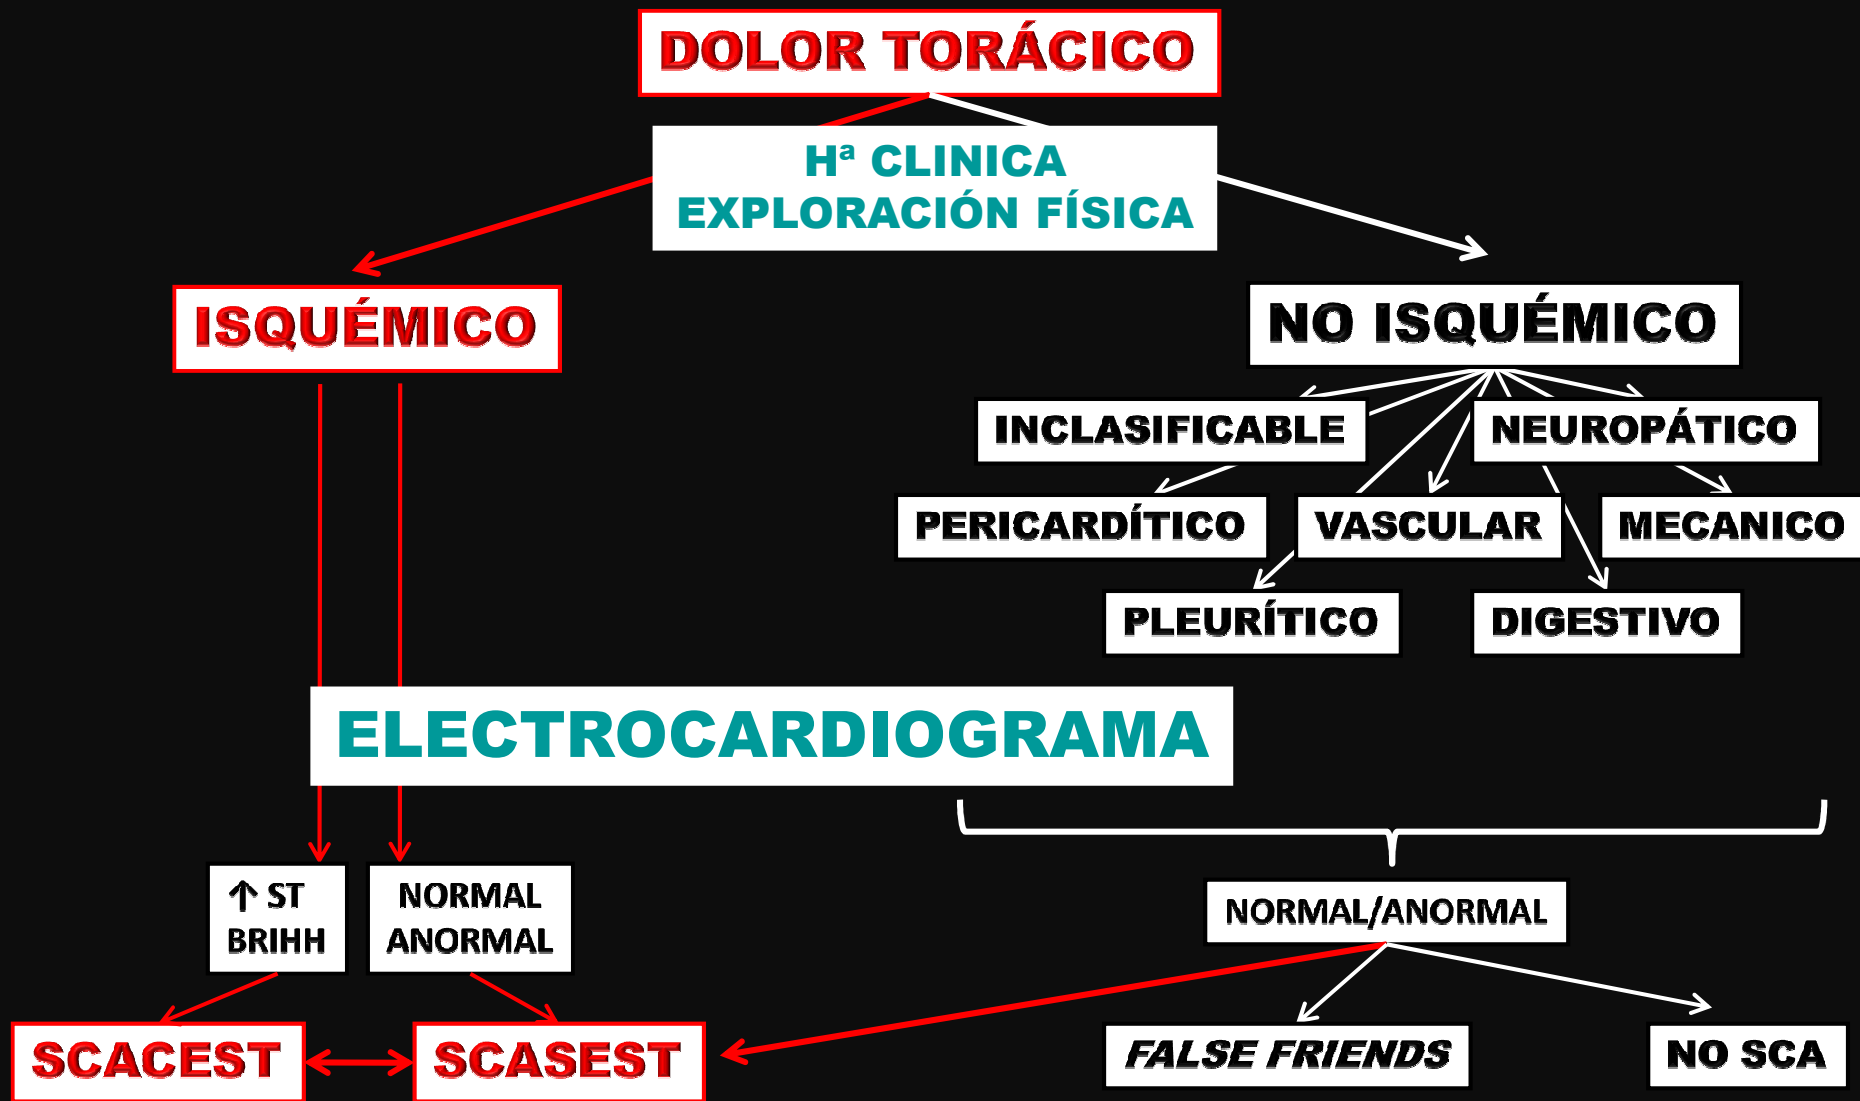 DOLOR TORÁCICO
Hª CLINICA
EXPLORACIÓN FÍSICA
ISQUÉMICO
NO ISQUÉMICO
INCLASIFICABLE
NEUROPÁTICO
PERICARDÍTICO
VASCULAR
MECANICO
PLEURÍTICO
DIGESTIVO
ELECTROCARDIOGRAMA
↑ ST
BRIHH
NORMAL
ANORMAL
NORMAL/ANORMAL
SCACEST
SCASEST
FALSE FRIENDS
NO SCA